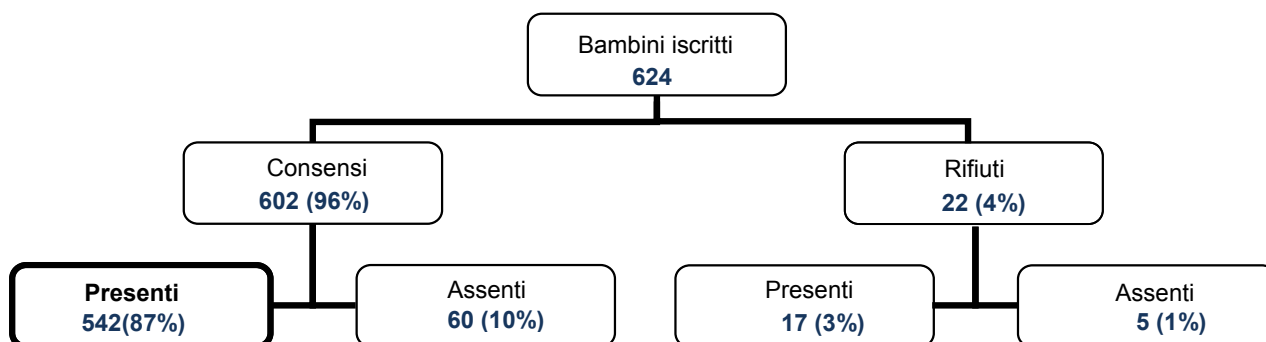 Bambini iscritti
624
Consensi
602 (96%)
Rifiuti
22 (4%)
Presenti
542(87%)
Assenti
60 (10%)
Presenti
17 (3%)
Assenti
5 (1%)